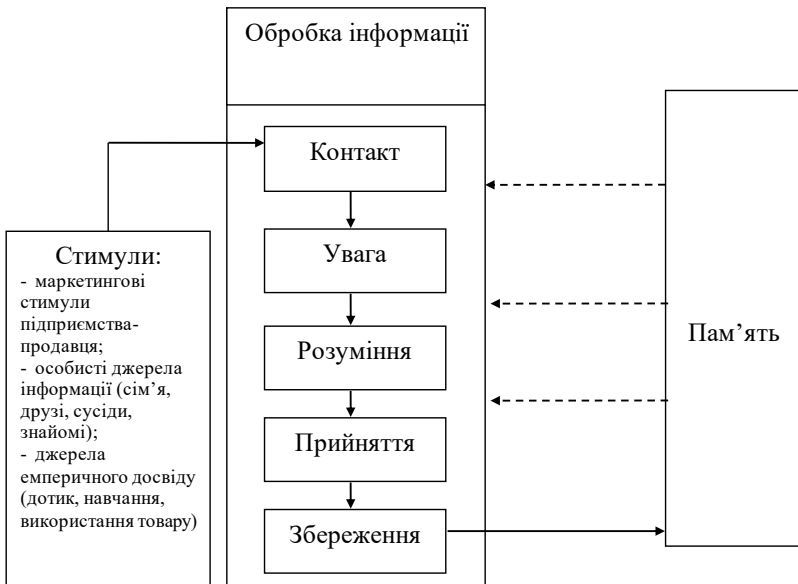 Обробка інформації
Контакт
Увага
Розуміння
Прийняття
Збереження
Стимули:
- маркетингові
стимули
підприємства-
продавця;
- особисті джерела
інформації (сім’я,
друзі, сусіди,
знайомі);
- джерела
емперичного досвіду
(дотик, навчання,
використання товару)
Пам’ять